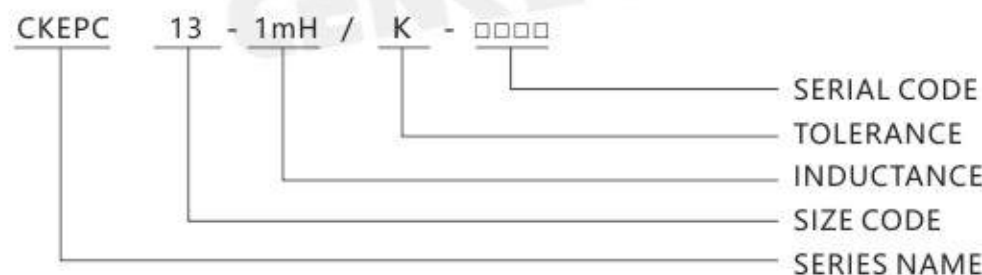 CKEPC 13 - 1mH / K - □□□□
SERIAL CODE
TOLERANCE
INDUCTANCE
SIZE CODE
SERIES NAME